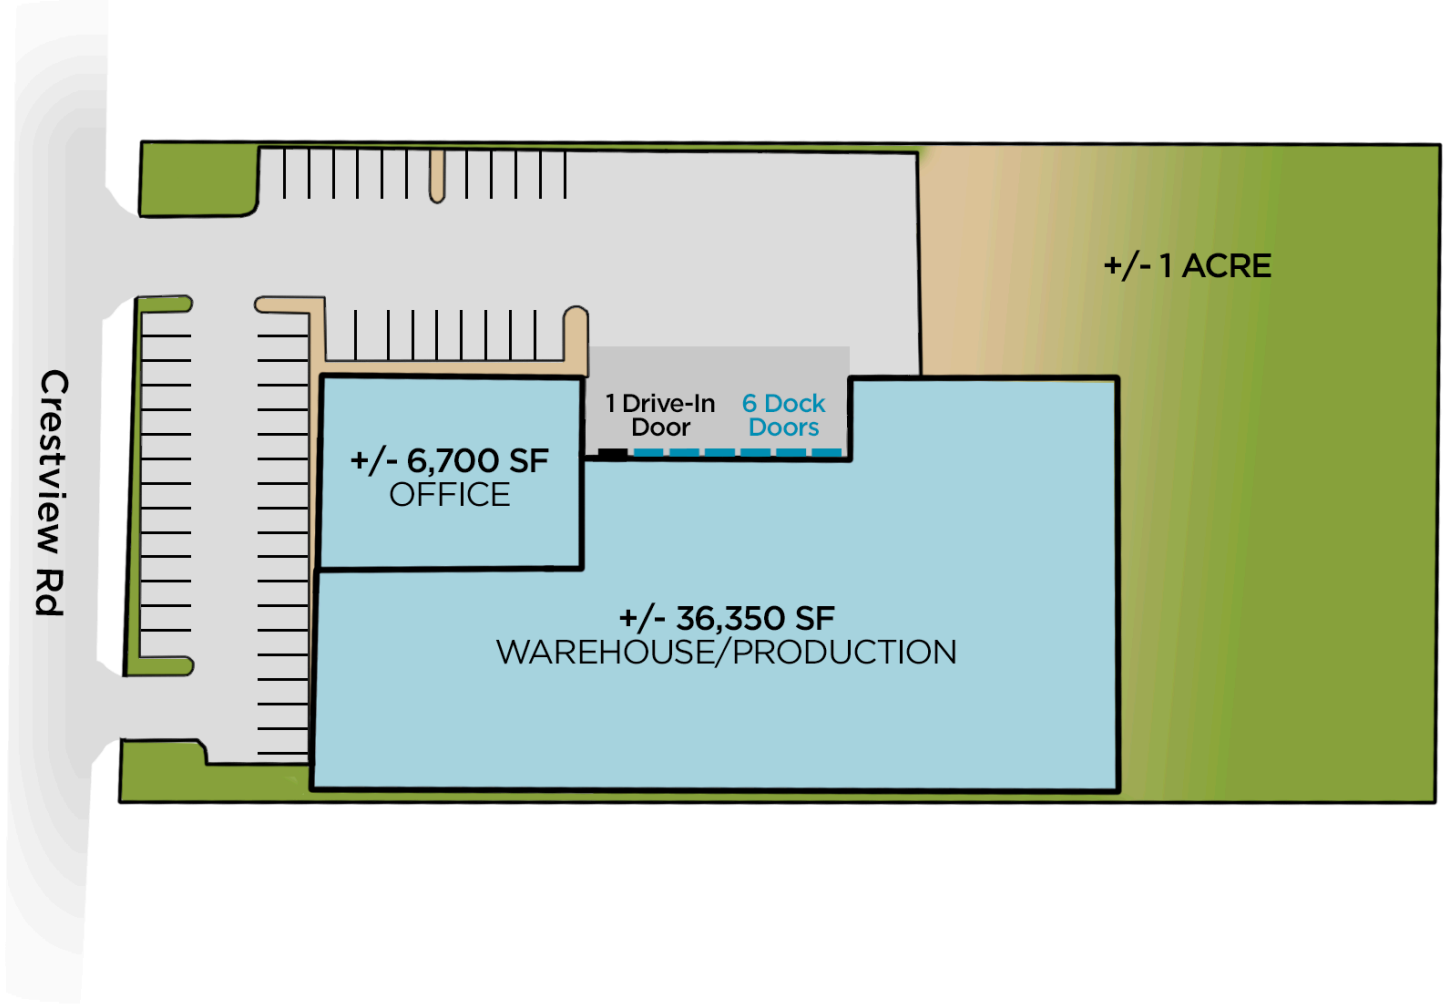 +/- 1 ACRE
Crestview Rd
1 Drive-In
Door
6 Dock
Doors
+/- 6,700 SF
OFFICE
+/- 36,350 SF
WAREHOUSE/PRODUCTION